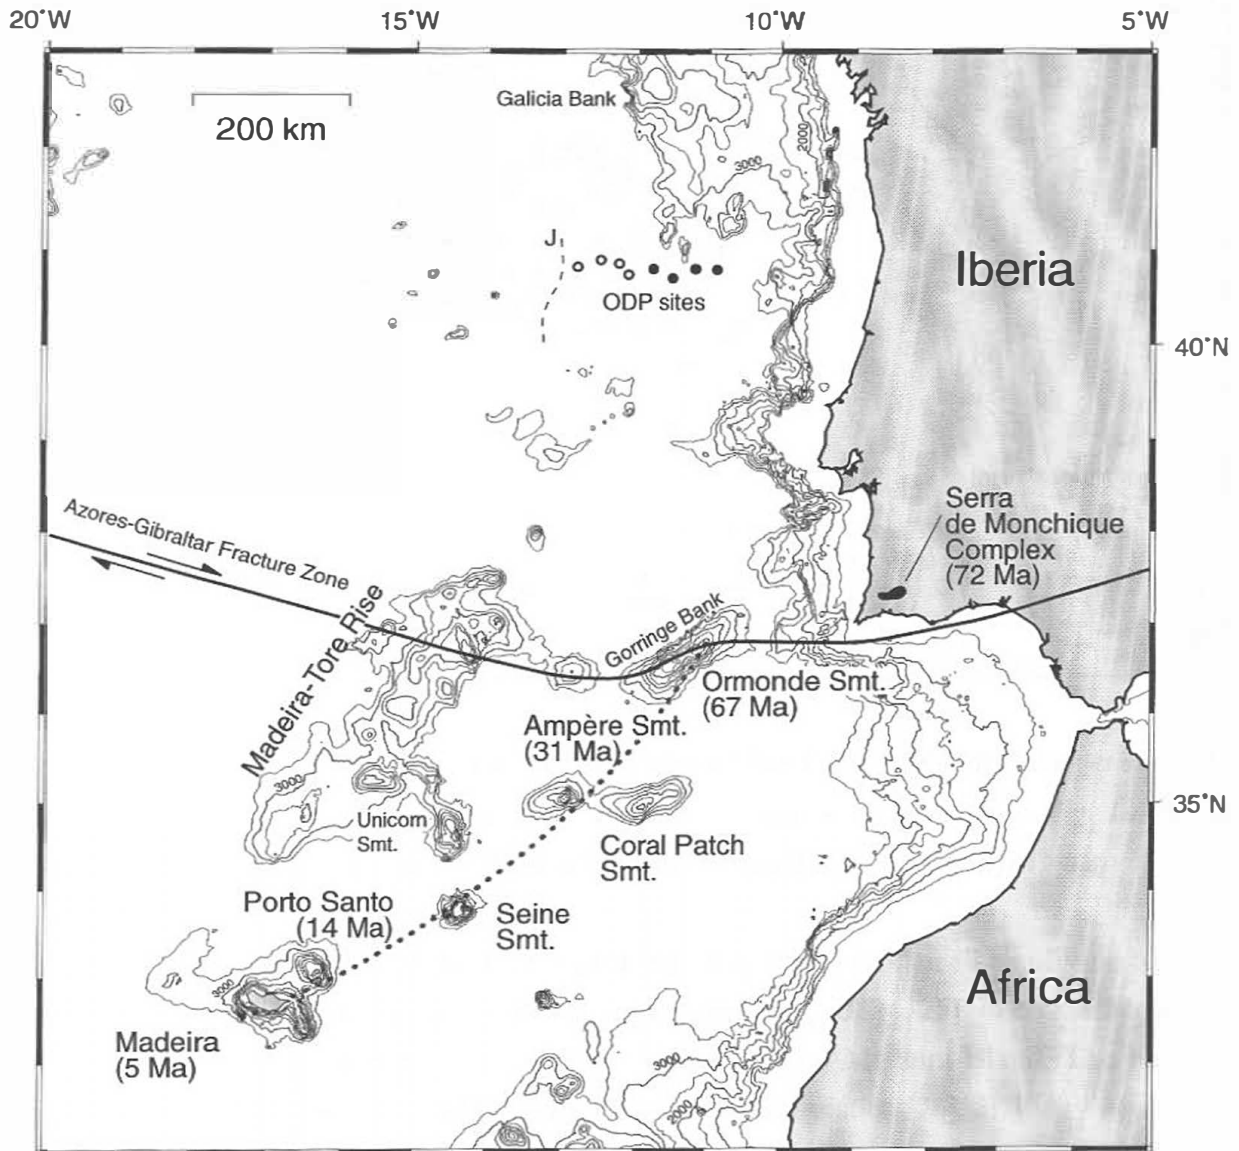 20°W
15°W
10°W
5°W
Galicia Bank
200 km
2000
3000
J
ODP sites
Iberia
40°N
Azores-Gibraltar Fracture Zone
Serra
de Monchique
Complex
(72 Ma)
Madeira-Tore Rise
Gorringe Bank
Ormonde Smt.
(67 Ma)
Ampère Smt.
(31 Ma)
3000
35°N
Unicorn
Smt.
Coral Patch
Smt.
Porto Santo
(14 Ma)
Seine
Smt.
3000
Africa
Madeira
(5 Ma)
3000
2000